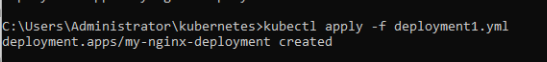 C:\Users\Administrator\kubernetes>kubectl apply -f deployment1.yml
deployment.apps/my-nginx-deployment created